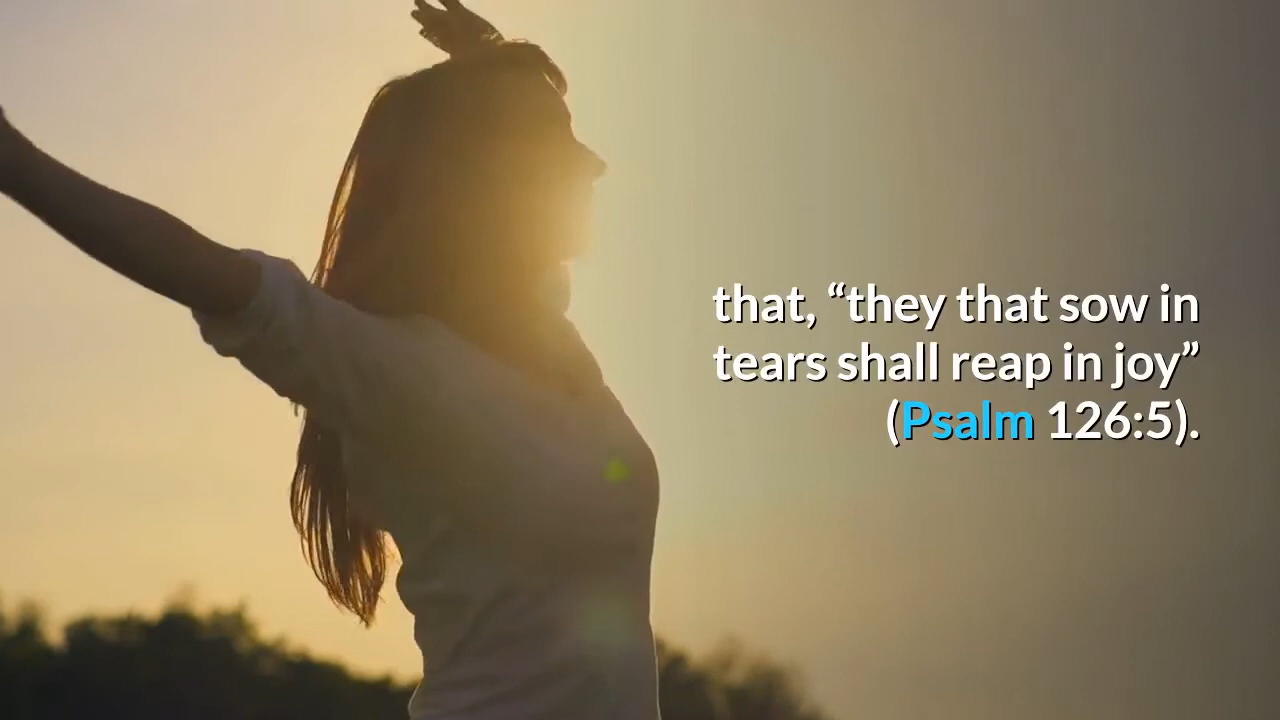 that, “they that sow in
tears shall reap in joy”
(Psalm 126:5).